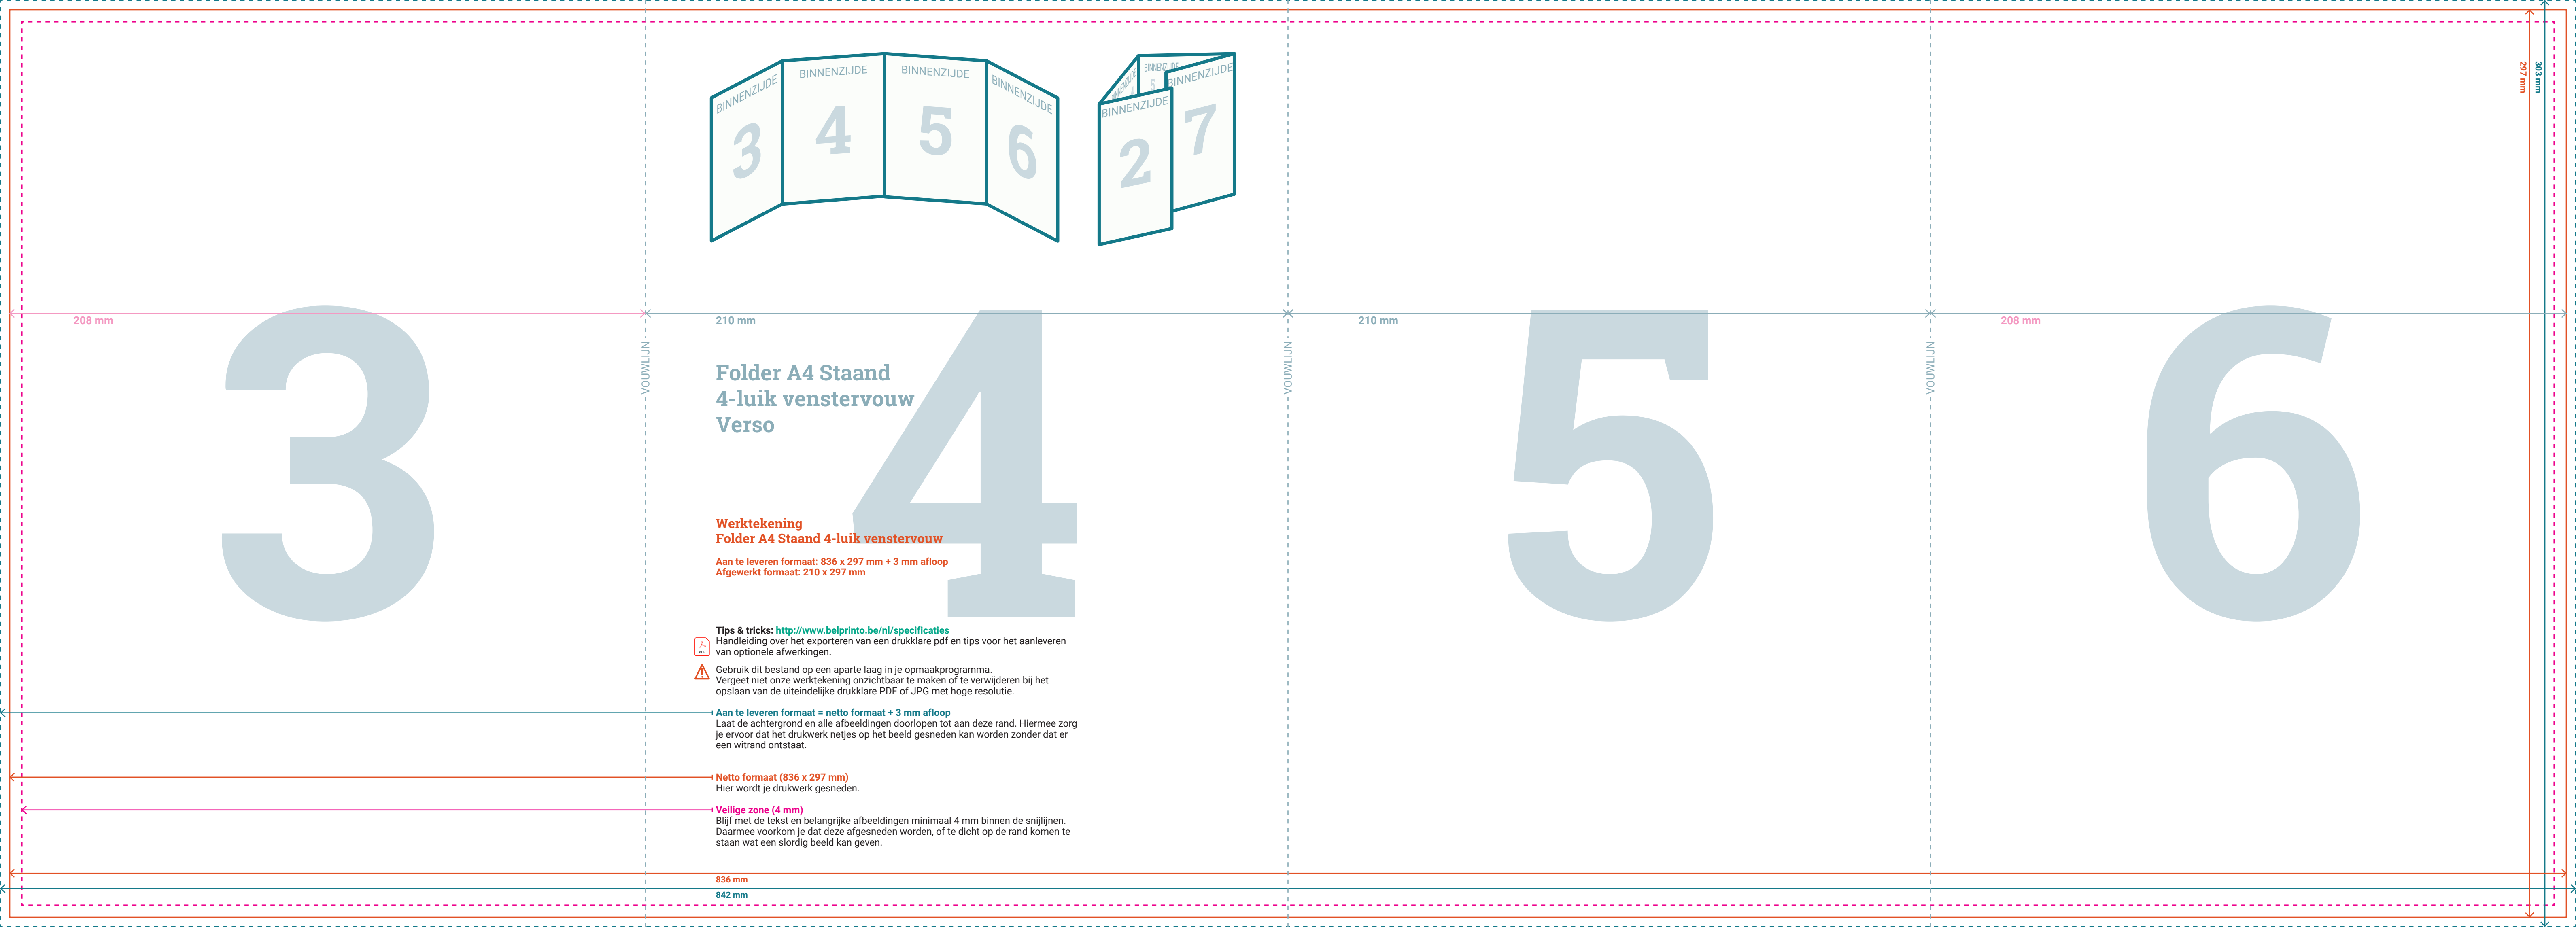 BINNENZIJDE
BINNENZIJDE
BINNENZIJDE
BINNENZIJDE
3
4
5
6
BINNENZIJDE
BINNENZIJDE
BINNENZIJDE
BINNENZIJDE
5
2
7
297 mm
303 mm
208 mm
210 mm
210 mm
208 mm
VOUWLIJN
VOUWLIJN
VOUWLIJN
3
4
5
6
Folder A4 Staand
4-luik venstervouw
Verso
Werktekening
Folder A4 Staand 4-luik venstervouw
Aan te leveren formaat: 836 x 297 mm + 3 mm afloop
Afgewerkt formaat: 210 x 297 mm
Tips & tricks: http://www.belprinto.be/nl/specificaties
Handleiding over het exporteren van een drukklare pdf en tips voor het aanleveren
van optionele afwerkingen.
PDF
Gebruik dit bestand op een aparte laag in je opmaakprogramma.
Vergeet niet onze werktekening onzichtbaar te maken of te verwijderen bij het
opslaan van de uiteindelijke drukklare PDF of JPG met hoge resolutie.
Aan te leveren formaat = netto formaat + 3 mm afloop
Laat de achtergrond en alle afbeeldingen doorlopen tot aan deze rand. Hiermee zorg
je ervoor dat het drukwerk netjes op het beeld gesneden kan worden zonder dat er
een witrand ontstaat.
Netto formaat (836 x 297 mm)
Hier wordt je drukwerk gesneden.
Veilige zone (4 mm)
Blijf met de tekst en belangrijke afbeeldingen minimaal 4 mm binnen de snijlijnen.
Daarmee voorkom je dat deze afgesneden worden, of te dicht op de rand komen te
staan wat een slordig beeld kan geven.
836 mm
842 mm